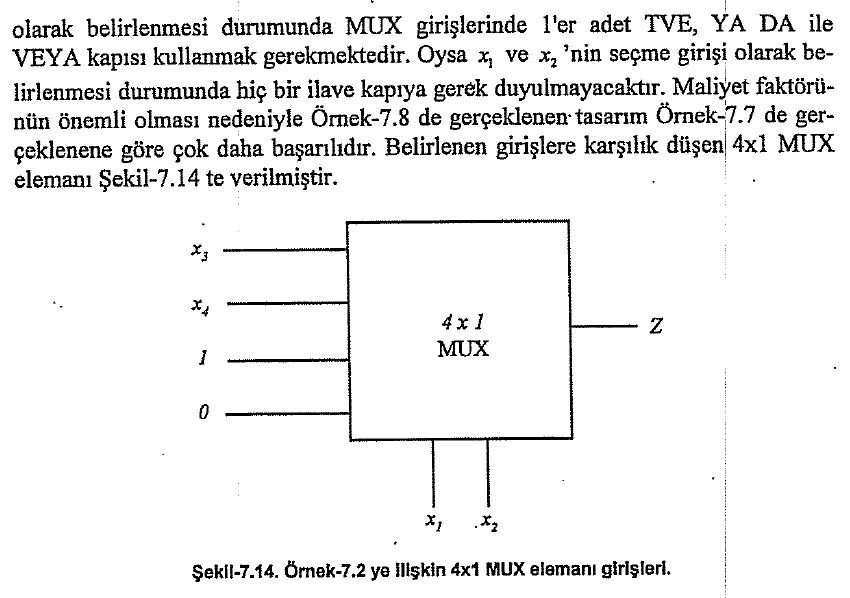 olarak belirlenmesi durumunda MUX girişlerinde 1'er adet TVE, YA DA ile
VEYA kapısı kullanmak gerekmektedir. Oysa x₁ ve x₂ 'nin seçme girişi olarak be-
lirlenmesi durumunda hiç bir ilave kapıya gerek duyulmayacaktır. Maliyet faktörü-
nün önemli olması nedeniyle Örnek-7.8 de gerçeklenen tasarım Örnek-7.7 de ger-
çeklenene göre çok daha başarılıdır. Belirlenen girişlere karşılık düşen 4x1 MUX
elemanı Şekil-7.14 te verilmiştir.
x₃
x₄
4 x 1
Z
MUX
1
0
x₁ x₂
Şekil-7.14. Örnek-7.2 ye ilişkin 4x1 MUX elemanı girişleri.